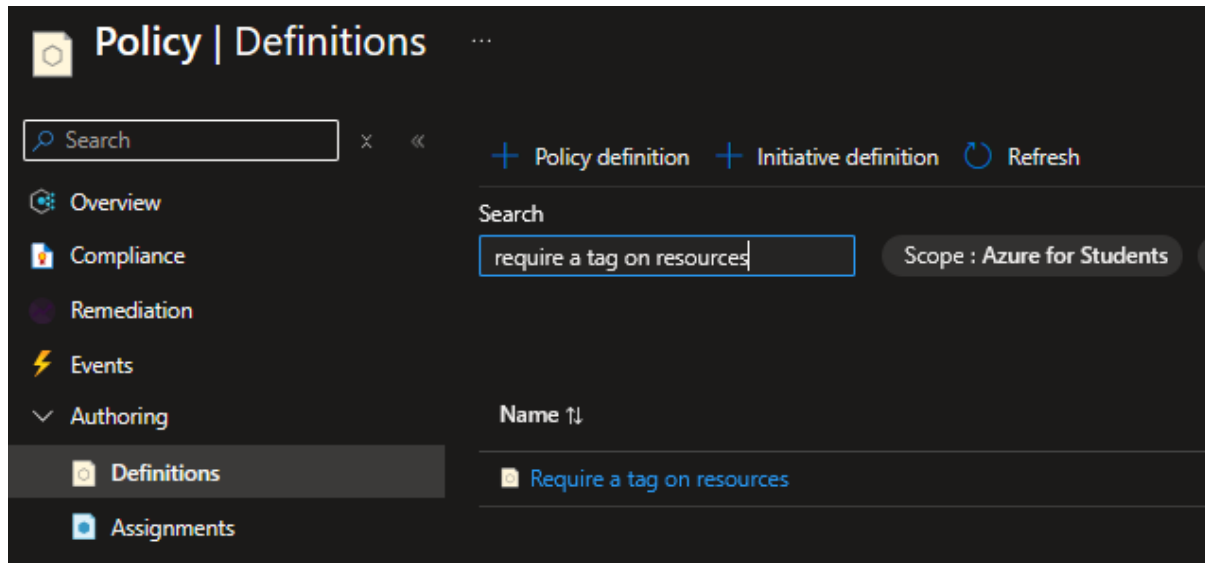 Policy | Definitions ...
Search
Overview
Compliance
Remediation
Events
Authoring
Definitions
Assignments
+ Policy definition + Initiative definition Refresh
Search
require a tag on resources Scope : Azure for Students
Name ↑↓
Require a tag on resources